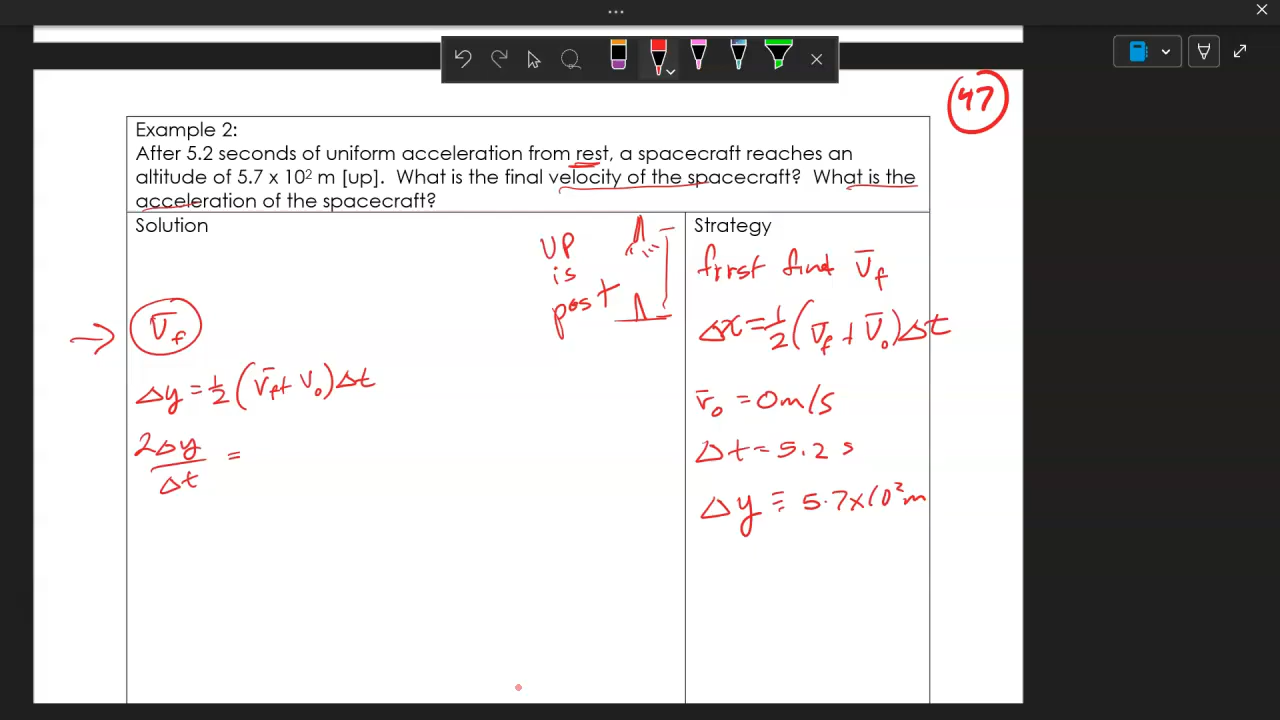 47
Example 2:
After 5.2 seconds of uniform acceleration from rest, a spacecraft reaches an
altitude of 5.7 x 10² m [up]. What is the final velocity of the spacecraft? What is the
acceleration of the spacecraft?
Solution
UP
is
pos +
V̄f
Δy = 1/2 (V̄f + V₀) Δt
2Δy/Δt =
Strategy
first find V̄f
Δx = 1/2 (V̄f + V̄₀) Δt
V̄₀ = 0m/s
Δt = 5.2 s
Δy = 5.7x10² m